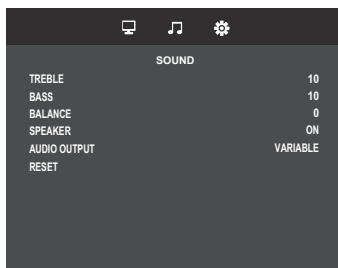 SOUND
TREBLE 10
BASS 10
BALANCE 0
SPEAKER ON
AUDIO OUTPUT VARIABLE
RESET